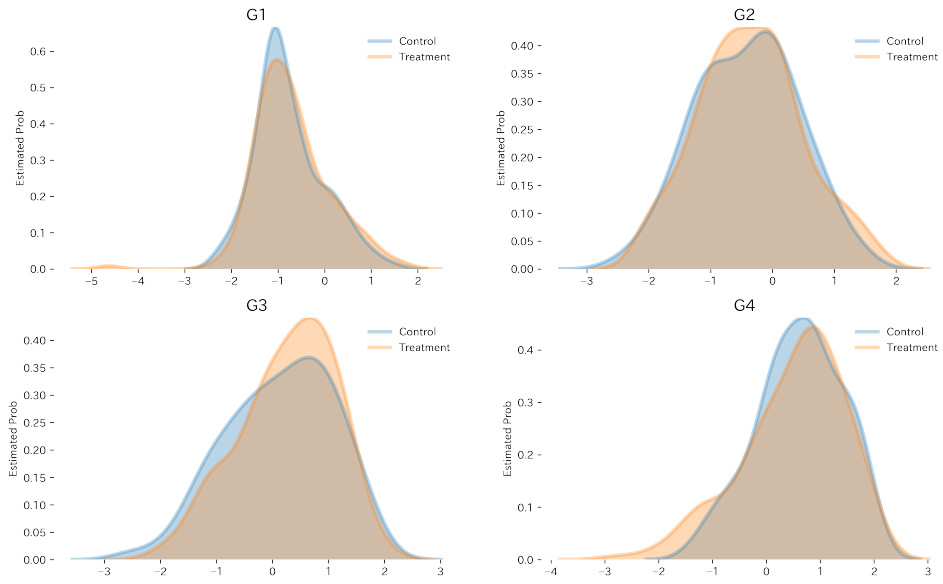 G1
Control
Treatment
Estimated Prob
0.6
0.5
0.4
0.3
0.2
0.1
0.0
−5 −4 −3 −2 −1 0 1 2
G2
Control
Treatment
Estimated Prob
0.40
0.35
0.30
0.25
0.20
0.15
0.10
0.05
0.00
−3 −2 −1 0 1 2
G3
Control
Treatment
Estimated Prob
0.40
0.35
0.30
0.25
0.20
0.15
0.10
0.05
0.00
−3 −2 −1 0 1 2 3
G4
Control
Treatment
Estimated Prob
0.4
0.3
0.2
0.1
0.0
−4 −3 −2 −1 0 1 2 3